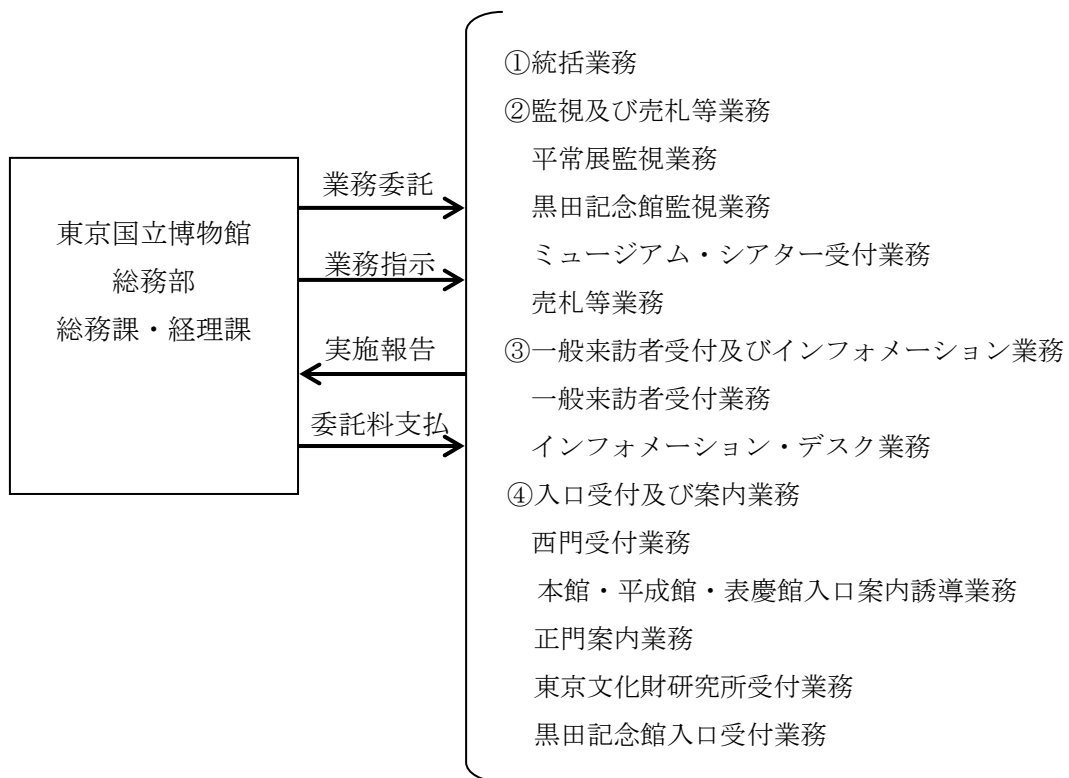 東京国立博物館
総務部
総務課・経理課
業務委託
業務指示
実施報告
委託料支払
①統括業務
②監視及び売札等業務
平常展監視業務
黒田記念館監視業務
ミュージアム・シアター受付業務
売札等業務
③一般来訪者受付及びインフォメーション業務
一般来訪者受付業務
インフォメーション・デスク業務
④入口受付及び案内業務
西門受付業務
本館・平成館・表慶館入口案内誘導業務
正門案内業務
東京文化財研究所受付業務
黒田記念館入口受付業務